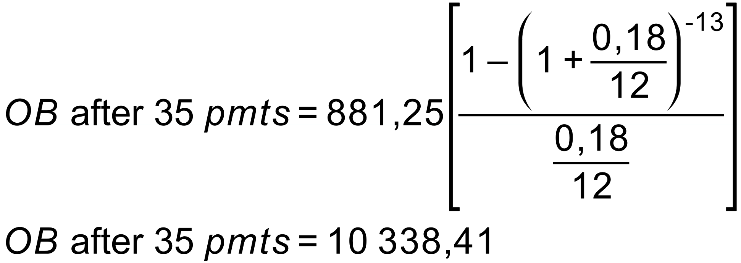 OB after 35 pmts = 881,25[(1 – (1 + 0,18/12)^-13) / (0,18/12)]
OB after 35 pmts = 10 338,41